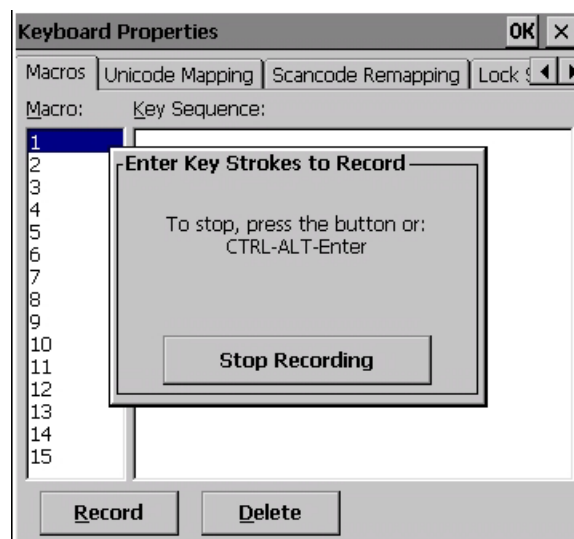 Keyboard Properties OK ×
Macros Unicode Mapping Scancode Remapping Lock
Macro: Key Sequence:
1
2
3
4
5
6
7
8
9
10
11
12
13
14
15
Enter Key Strokes to Record
To stop, press the button or:
CTRL-ALT-Enter
Stop Recording
Record Delete